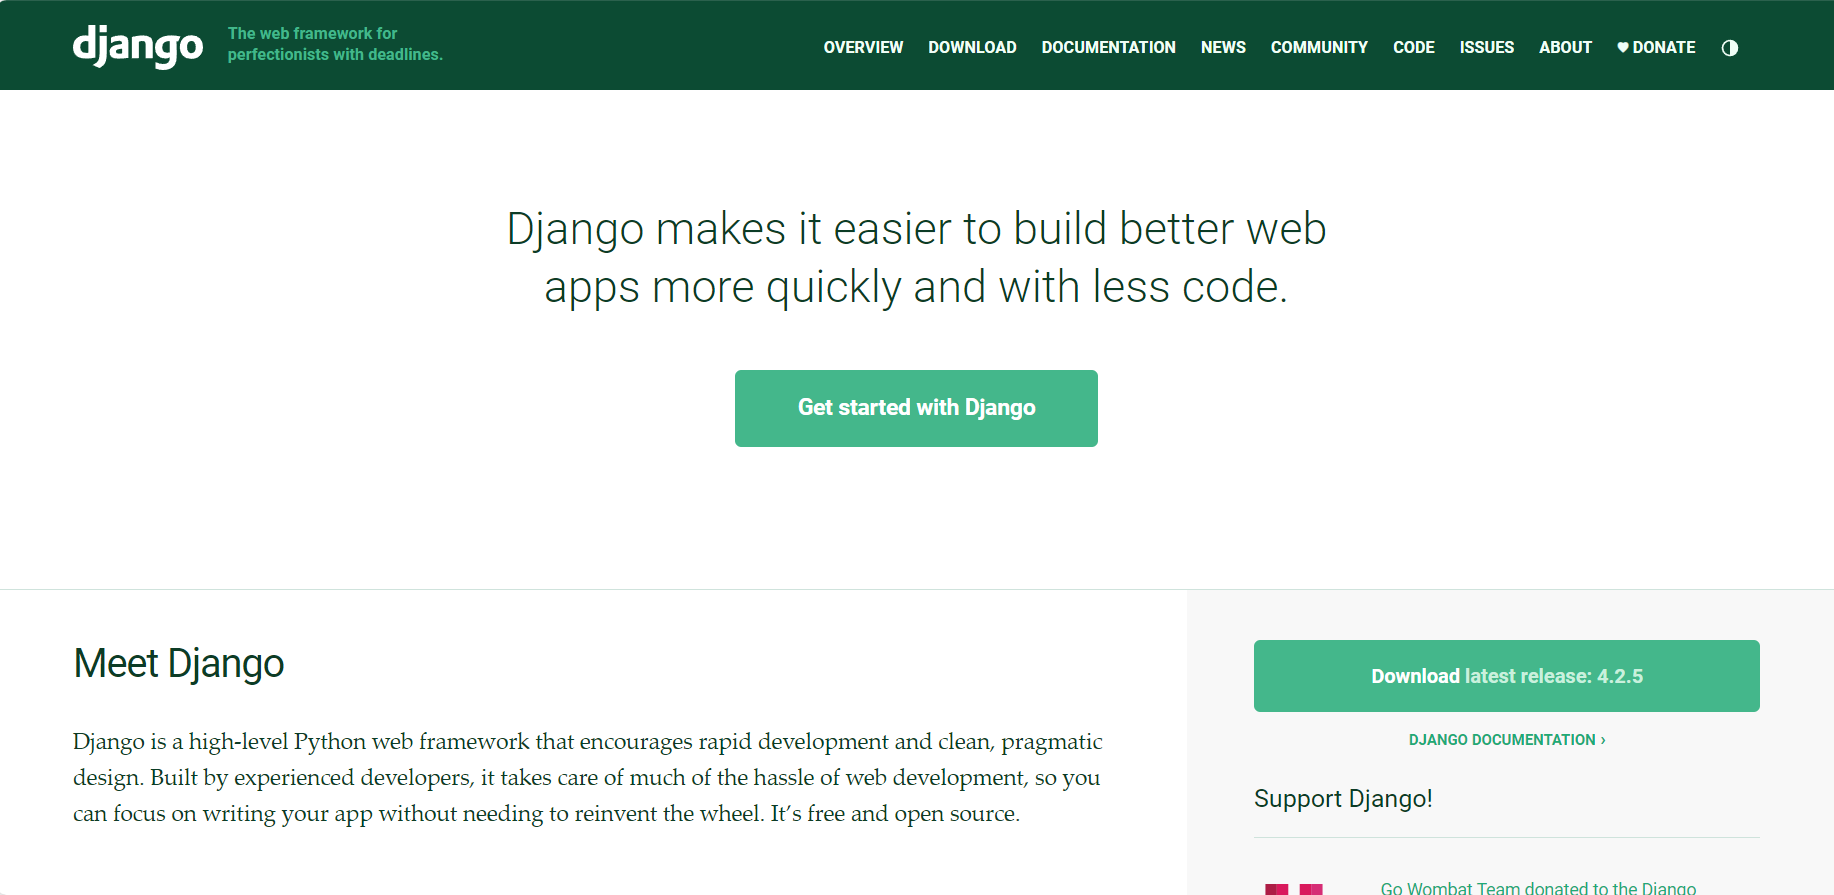 django
The web framework for
perfectionists with deadlines.
OVERVIEW DOWNLOAD DOCUMENTATION NEWS COMMUNITY CODE ISSUES ABOUT ♥ DONATE
Django makes it easier to build better web
apps more quickly and with less code.
Get started with Django
Meet Django
Django is a high-level Python web framework that encourages rapid development and clean, pragmatic
design. Built by experienced developers, it takes care of much of the hassle of web development, so you
can focus on writing your app without needing to reinvent the wheel. It’s free and open source.
Download latest release: 4.2.5
DJANGO DOCUMENTATION ›
Support Django!
Go Wombat Team donated to the Django